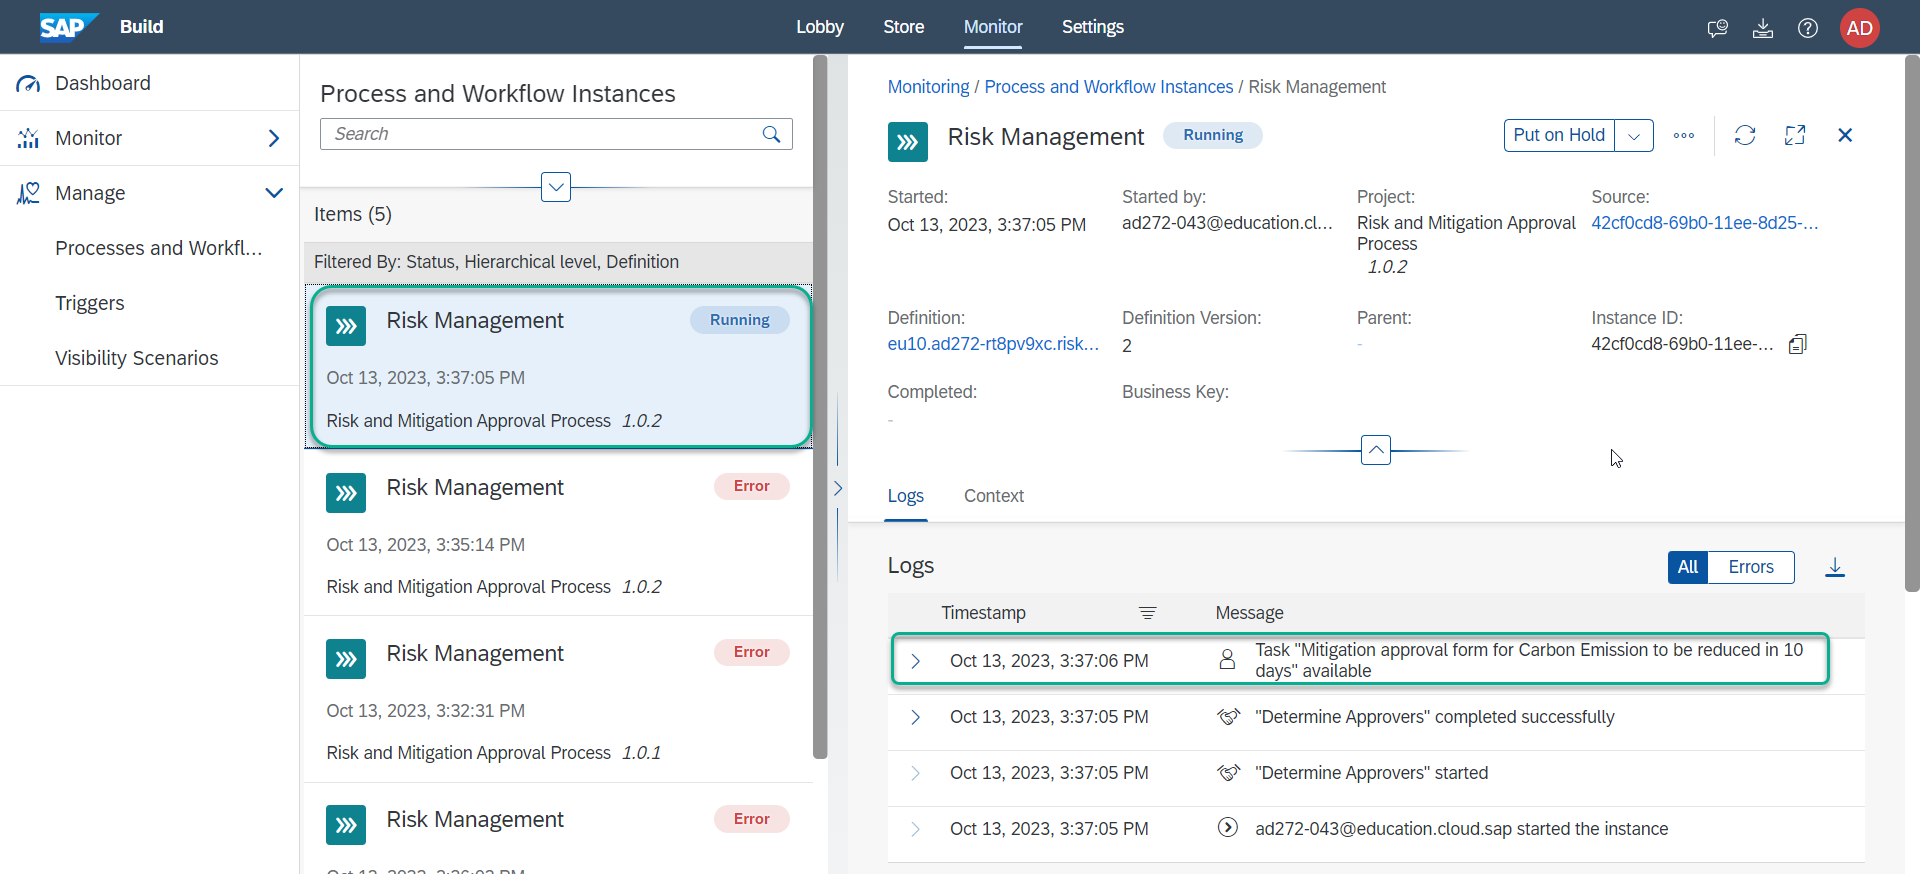 SAP Build
Lobby Store Monitor Settings
AD
Dashboard
Monitor
Manage
Processes and Workfl...
Triggers
Visibility Scenarios
Process and Workflow Instances
Search
Items (5)
Filtered By: Status, Hierarchical level, Definition
Risk Management Running
Oct 13, 2023, 3:37:05 PM
Risk and Mitigation Approval Process 1.0.2
Risk Management Error
Oct 13, 2023, 3:35:14 PM
Risk and Mitigation Approval Process 1.0.2
Risk Management Error
Oct 13, 2023, 3:32:31 PM
Risk and Mitigation Approval Process 1.0.1
Risk Management Error
Monitoring / Process and Workflow Instances / Risk Management
Risk Management Running
Put on Hold
Started: Started by: Project: Source:
Oct 13, 2023, 3:37:05 PM ad272-043@education.cl... Risk and Mitigation Approval 42cf0cd8-69b0-11ee-8d25-...
Process
1.0.2
Definition: Definition Version: Parent: Instance ID:
eu10.ad272-rt8pv9xc.risk... 2 - 42cf0cd8-69b0-11ee-...
Completed: Business Key:
-
Logs Context
Logs
All Errors
Timestamp Message
Oct 13, 2023, 3:37:06 PM Task "Mitigation approval form for Carbon Emission to be reduced in 10
days" available
Oct 13, 2023, 3:37:05 PM "Determine Approvers" completed successfully
Oct 13, 2023, 3:37:05 PM "Determine Approvers" started
Oct 13, 2023, 3:37:05 PM ad272-043@education.cloud.sap started the instance